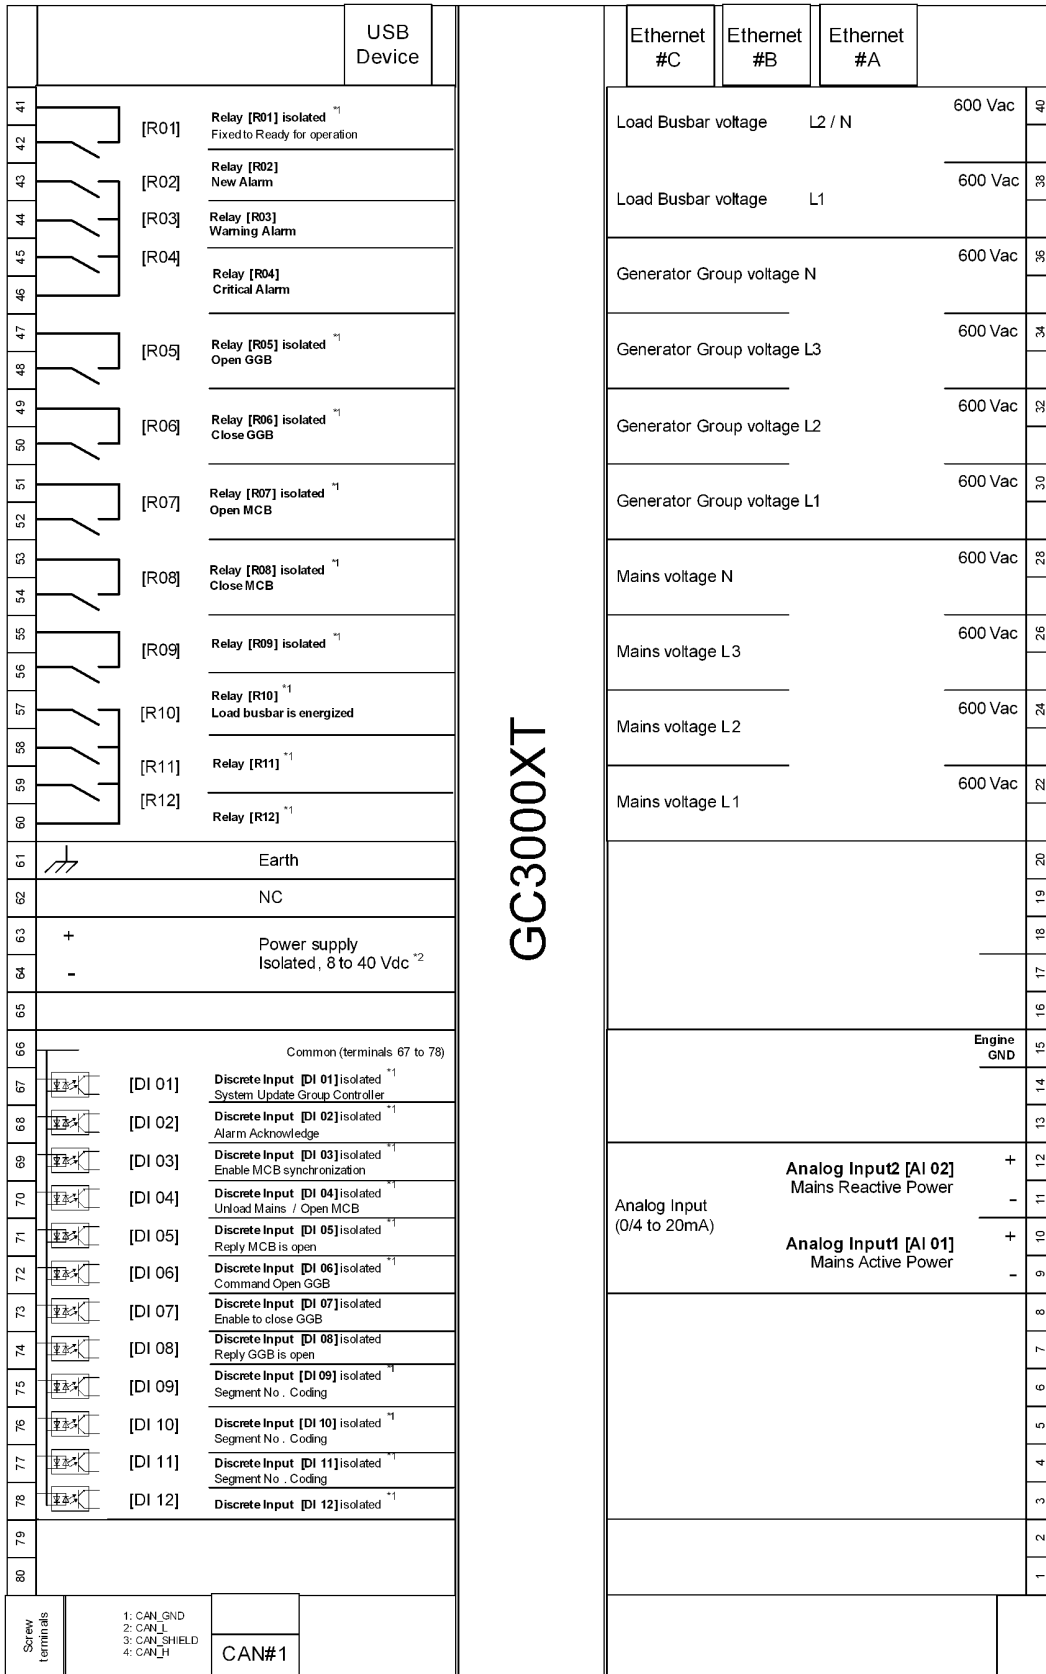 USB
Device
Ethernet
#C
Ethernet
#B
Ethernet
#A
41
42
[R01]
Relay [R01] isolated *1
Fixed to Ready for operation
43
[R02]
Relay [R02]
New Alarm
44
[R03]
Relay [R03]
Warning Alarm
45
46
[R04]
Relay [R04]
Critical Alarm
47
48
[R05]
Relay [R05] isolated *1
Open GGB
49
50
[R06]
Relay [R06] isolated *1
Close GGB
51
52
[R07]
Relay [R07] isolated *1
Open MCB
53
54
[R08]
Relay [R08] isolated *1
Close MCB
55
56
[R09]
Relay [R09] isolated *1
57
[R10]
Relay [R10] *1
Load busbar is energized
58
[R11]
Relay [R11] *1
59
60
[R12]
Relay [R12] *1
61
Earth
62
NC
63
+
64
-
Power supply
Isolated, 8 to 40 Vdc *2
65
66
Common (terminals 67 to 78)
67
[DI 01]
Discrete Input [DI 01] isolated *1
System Update Group Controller
68
[DI 02]
Discrete Input [DI 02] isolated *1
Alarm Acknowledge
69
[DI 03]
Discrete Input [DI 03] isolated *1
Enable MCB synchronization
70
[DI 04]
Discrete Input [DI 04] isolated *1
Unload Mains / Open MCB
71
[DI 05]
Discrete Input [DI 05] isolated *1
Reply MCB is open
72
[DI 06]
Discrete Input [DI 06] isolated *1
Command Open GGB
73
[DI 07]
Discrete Input [DI 07] isolated
Enable to close GGB
74
[DI 08]
Discrete Input [DI 08] isolated
Reply GGB is open
75
[DI 09]
Discrete Input [DI 09] isolated *1
Segment No . Coding
76
[DI 10]
Discrete Input [DI 10] isolated *1
Segment No . Coding
77
[DI 11]
Discrete Input [DI 11] isolated *1
Segment No . Coding
78
[DI 12]
Discrete Input [DI 12] isolated *1
79
80
Screw
terminals
1: CAN_GND
2: CAN_L
3: CAN_SHIELD
4: CAN_H
CAN#1
GC3000XT
Load Busbar voltage L2 / N
600 Vac
40
Load Busbar voltage L1
600 Vac
38
Generator Group voltage N
600 Vac
36
Generator Group voltage L3
600 Vac
34
Generator Group voltage L2
600 Vac
32
Generator Group voltage L1
600 Vac
30
Mains voltage N
600 Vac
28
Mains voltage L3
600 Vac
26
Mains voltage L2
600 Vac
24
Mains voltage L1
600 Vac
22
20
19
18
17
16
Engine
GND
15
14
13
Analog Input
(0/4 to 20mA)
Analog Input2 [AI 02]
Mains Reactive Power
+
12
-
11
Analog Input1 [AI 01]
Mains Active Power
+
10
-
9
8
7
6
5
4
3
2
1